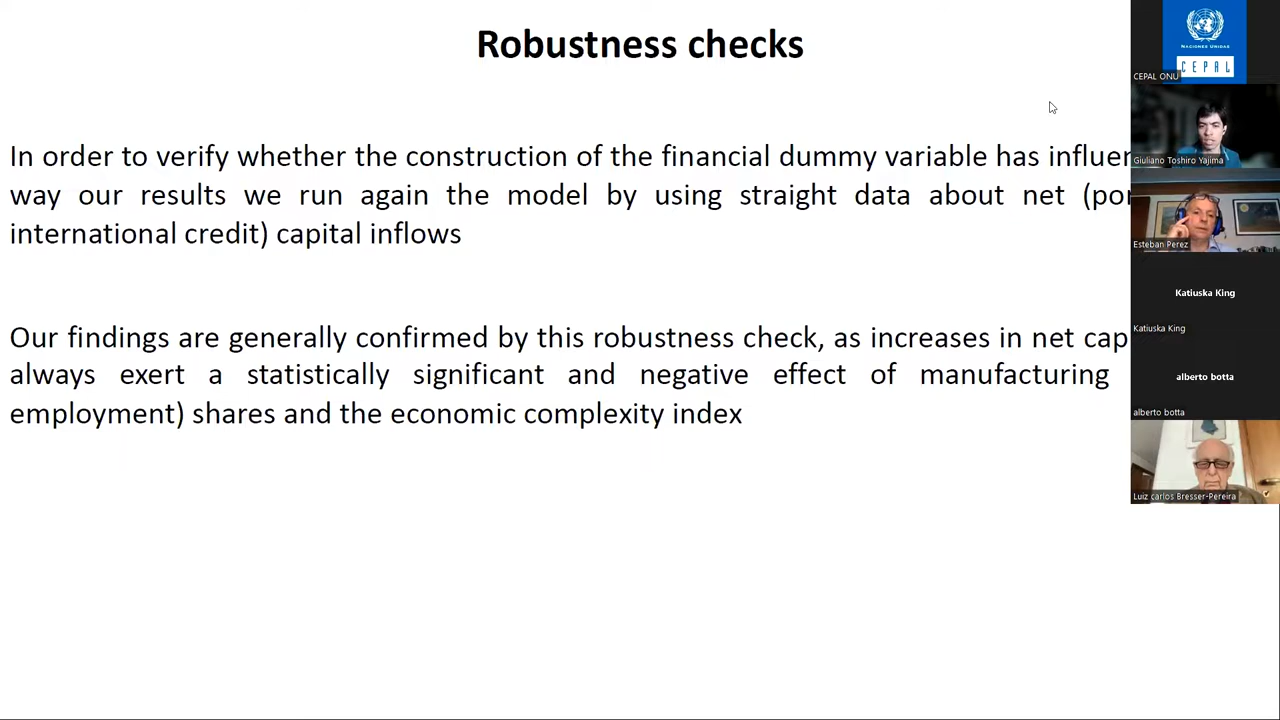 Robustness checks
In order to verify whether the construction of the financial dummy variable has
way our results we run again the model by using straight data about net
international credit) capital inflows
Our findings are generally confirmed by this robustness check, as increases in net
always exert a statistically significant and negative effect of manufacturing
employment) shares and the economic complexity index
NACIONES UNIDAS
CEPAL
CEPAL ONU
Giuliano Toshiro Yajima
Esteban Perez
Katiuska King
Katiuska King
alberto botta
alberto botta
Luiz carlos Bresser-Pereira